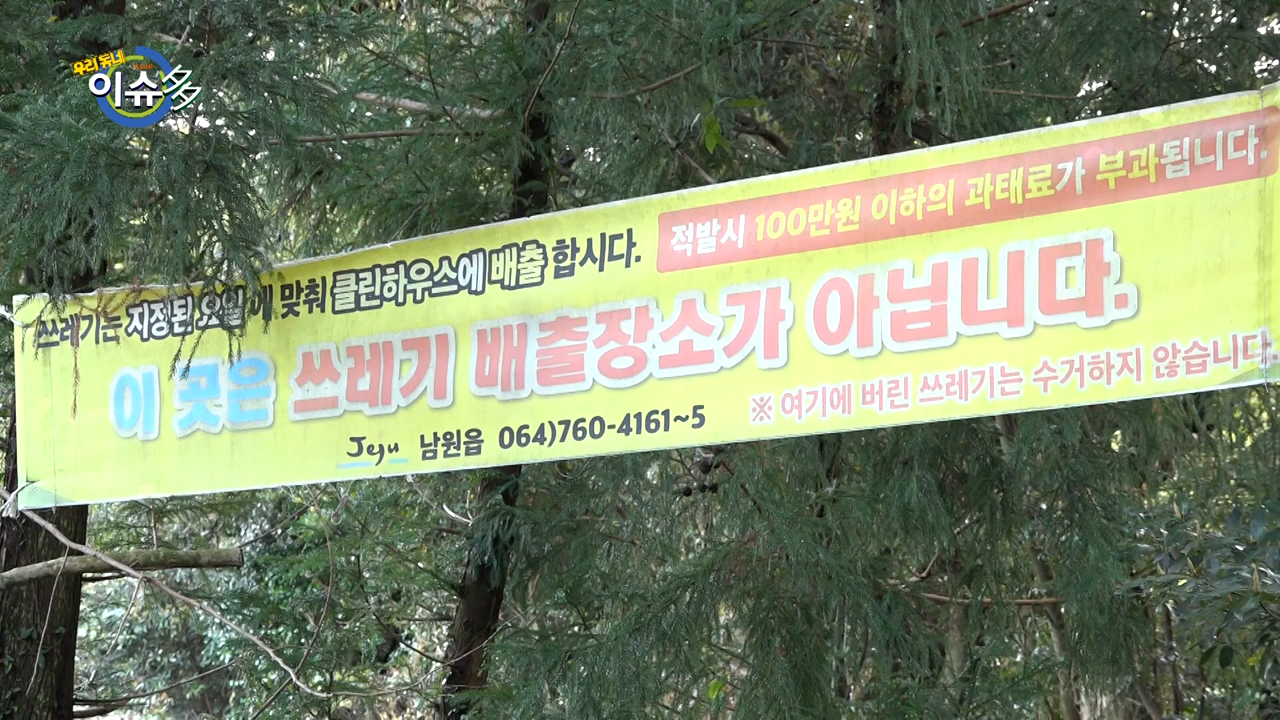 우리동네
이슈多
쓰레기는 지정된 요일에 맞춰 클린하우스에 배출 합시다.
적발시 100만원 이하의 과태료가 부과됩니다.
이 곳은 쓰레기 배출장소가 아닙니다.
※ 여기에 버린 쓰레기는 수거하지 않습니다.
Jeju 남원읍 064)760-4161~5